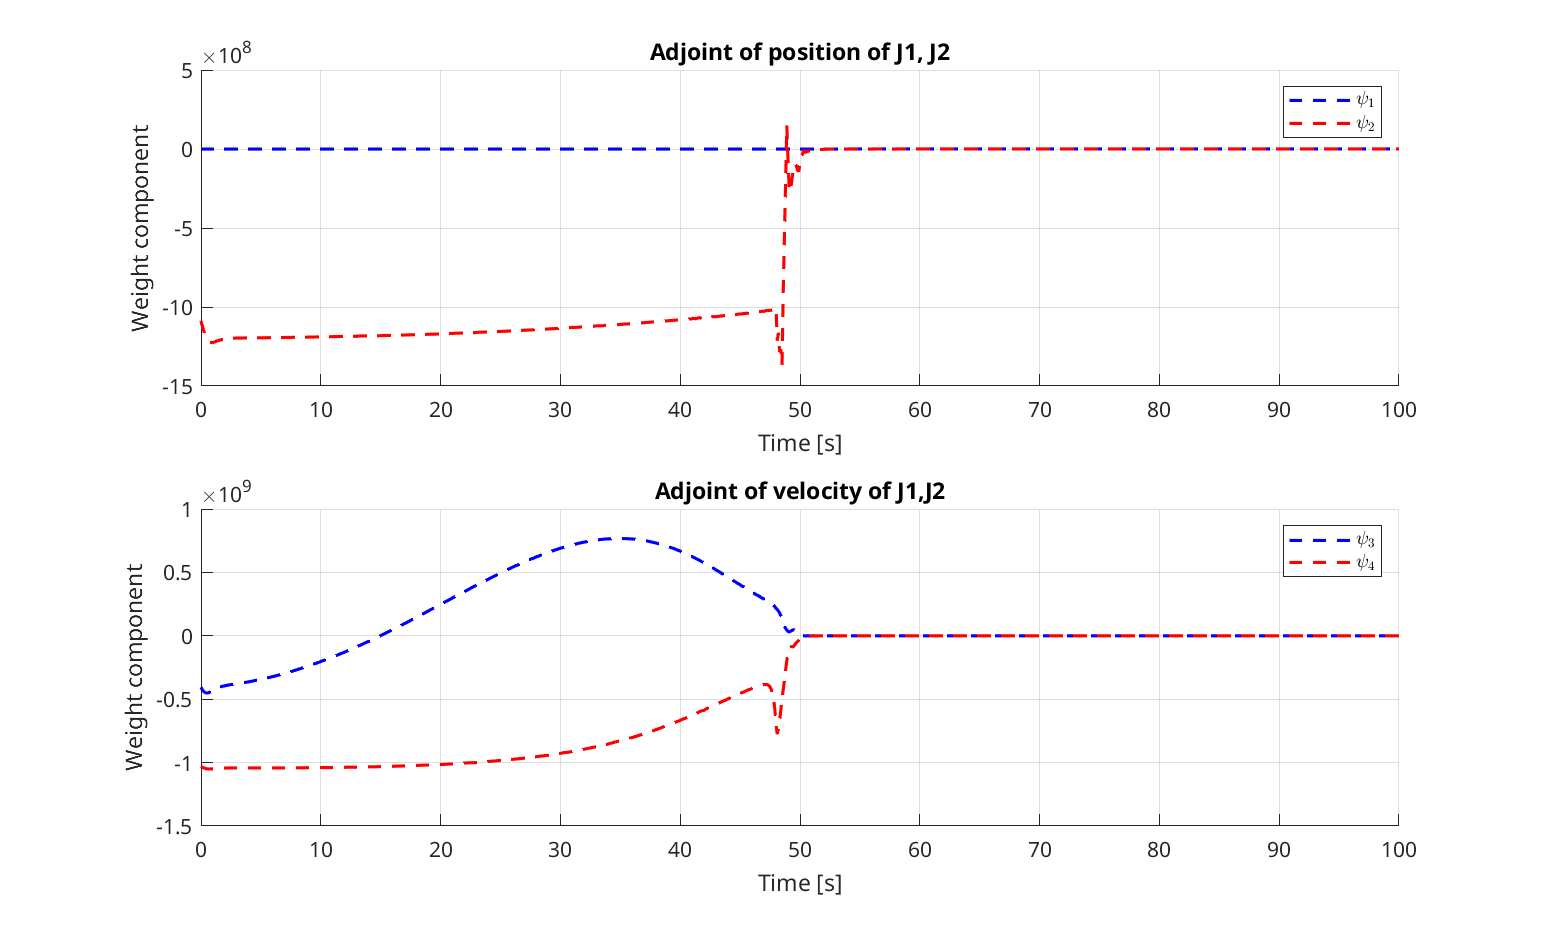 Adjoint of position of J1, J2
×10^8
5
0
-5
-10
-15
Weight component
0 10 20 30 40 50 60 70 80 90 100
Time [s]
ψ₁
ψ₂
Adjoint of velocity of J1,J2
×10^9
1
0.5
0
-0.5
-1
-1.5
Weight component
0 10 20 30 40 50 60 70 80 90 100
Time [s]
ψ₃
ψ₄